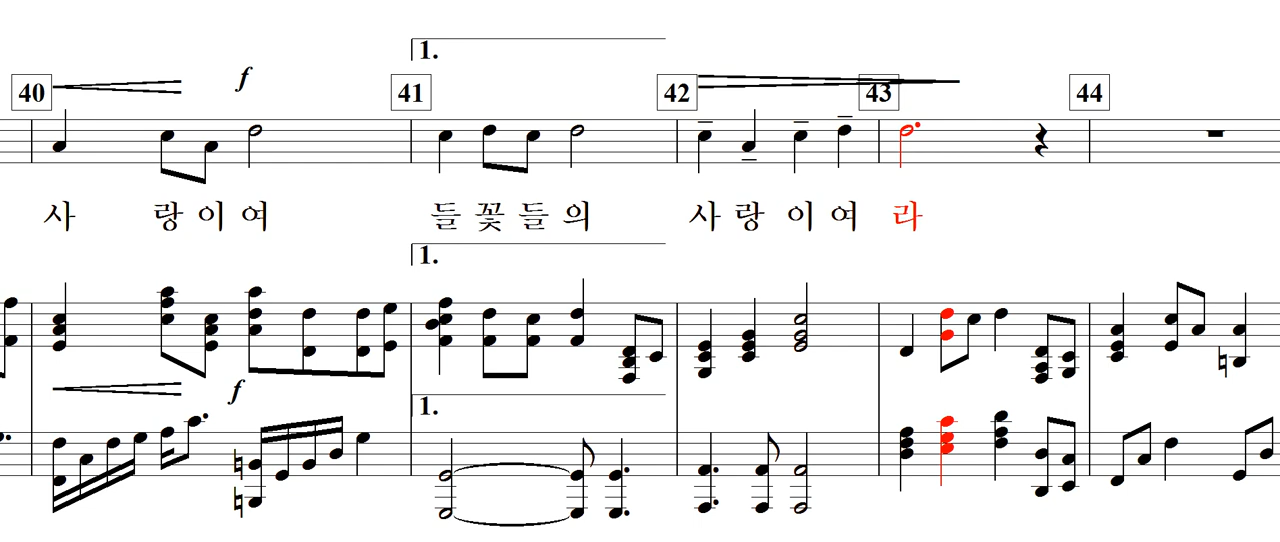 1.
40 41 42 43 44
f
사 랑 이 여 들 꽃 들 의 사 랑 이 여 라
1.
f
1.